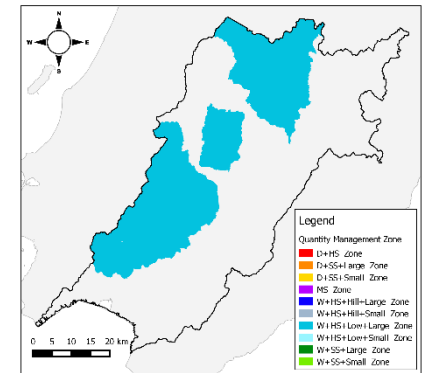 N
W E
S
Legend
Quantity Management Zone
D+HS Zone
D+SS+Large Zone
D+SS+Small Zone
MS Zone
W+HS+Hill+Large Zone
W+HS+Hill+Small Zone
W+HS+Low+Large Zone
W+HS+Low+Small Zone
W+SS+Large Zone
W+SS+Small Zone
0 5 10 15 20 km